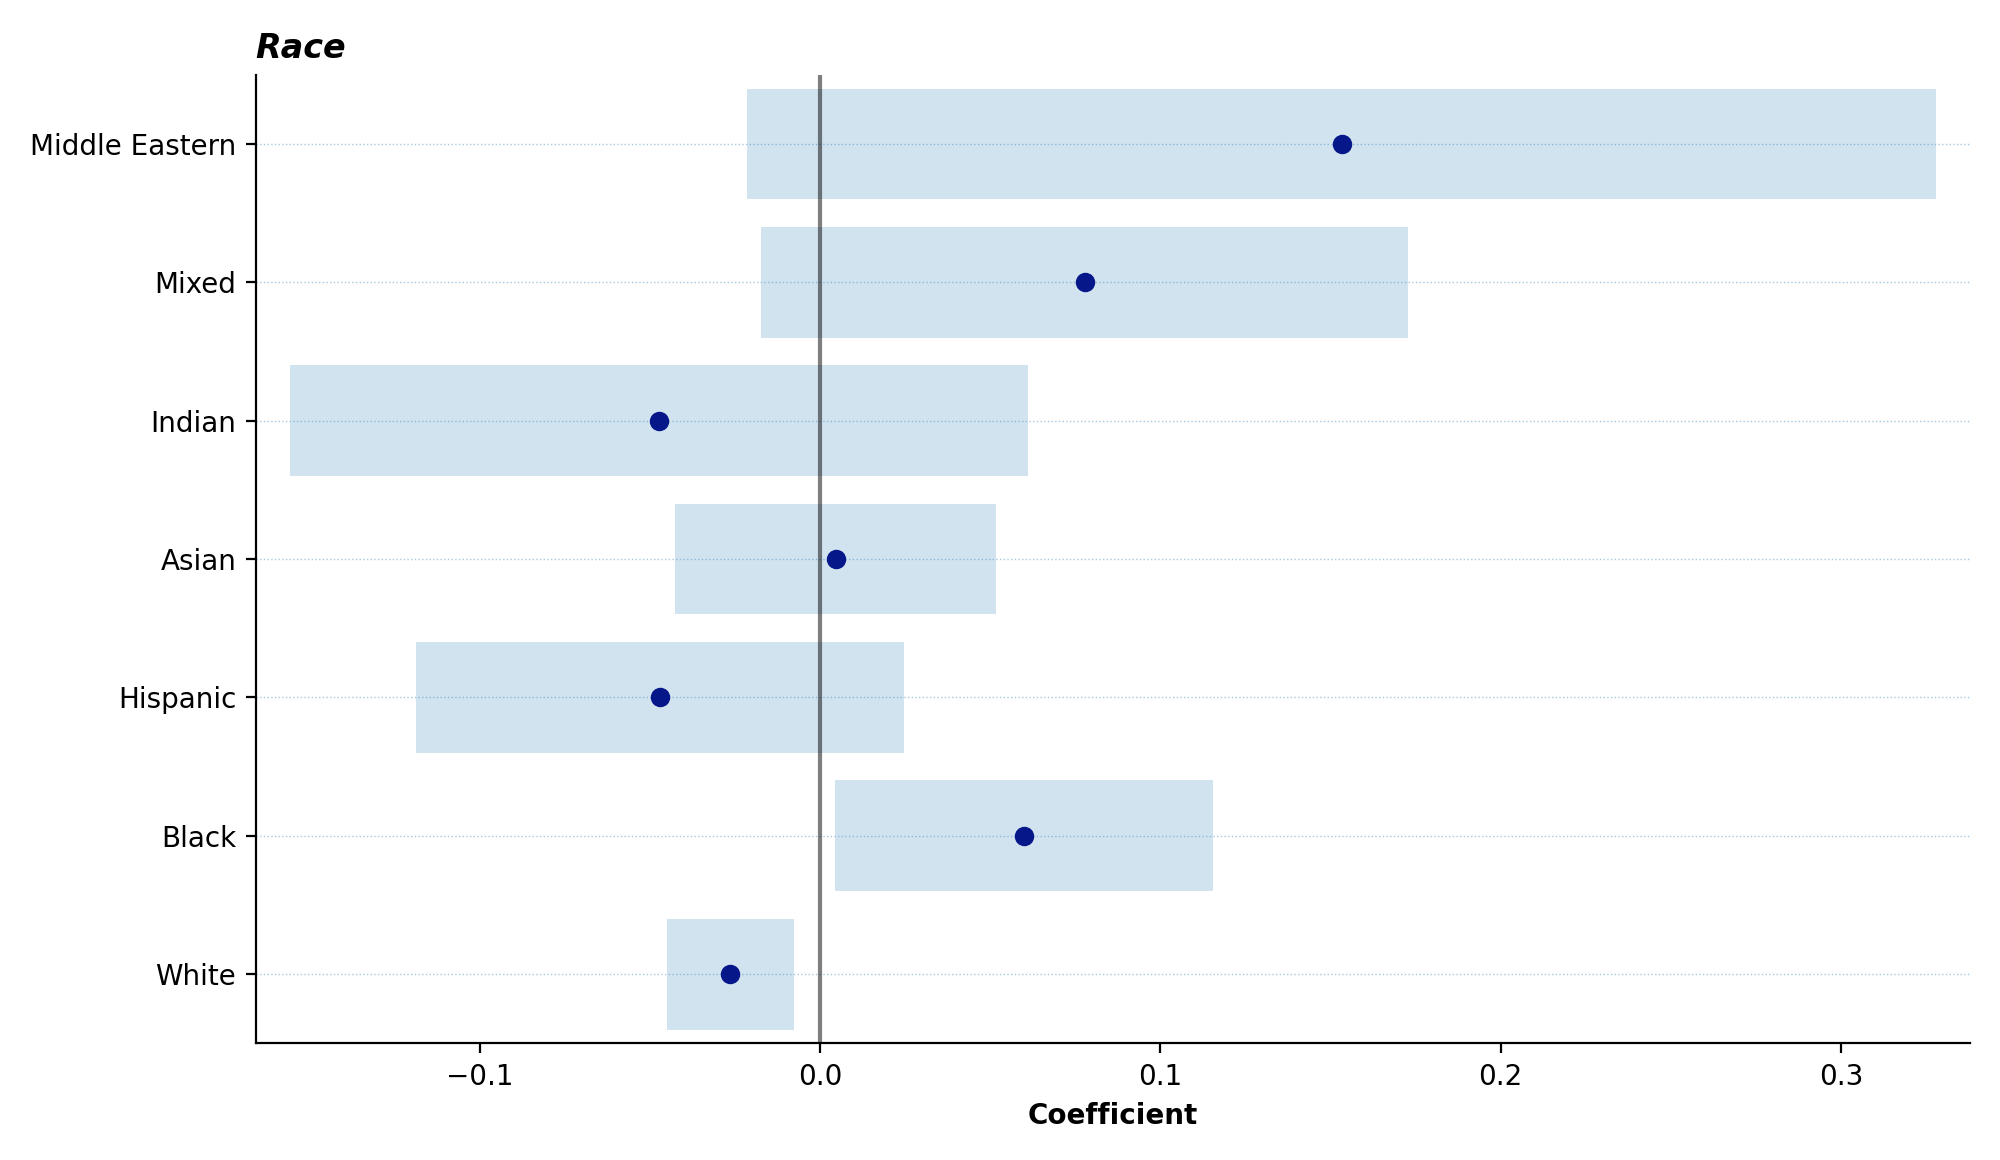 Race
Middle Eastern
Mixed
Indian
Asian
Hispanic
Black
White
−0.1 0.0 0.1 0.2 0.3
Coefficient